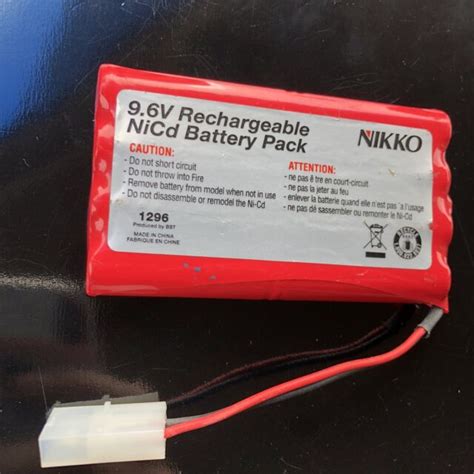 9.6V Rechargeable
NiCd Battery Pack
NIKKO
CAUTION:
- Do not short circuit
- Do not throw into Fire
- Remove battery from model when not in use
- Do not disassemble or remodel the Ni-Cd
ATTENTION:
- ne pas être en court-circuit
- ne pas la jeter au feu
- enlever la batterie quand elle n'est pas 'a l'usage
- ne pas dé sassembler ou remonter le Ni-Cd
1296
Produced by BST
MADE IN CHINA
FABRIQUE EN CHINE